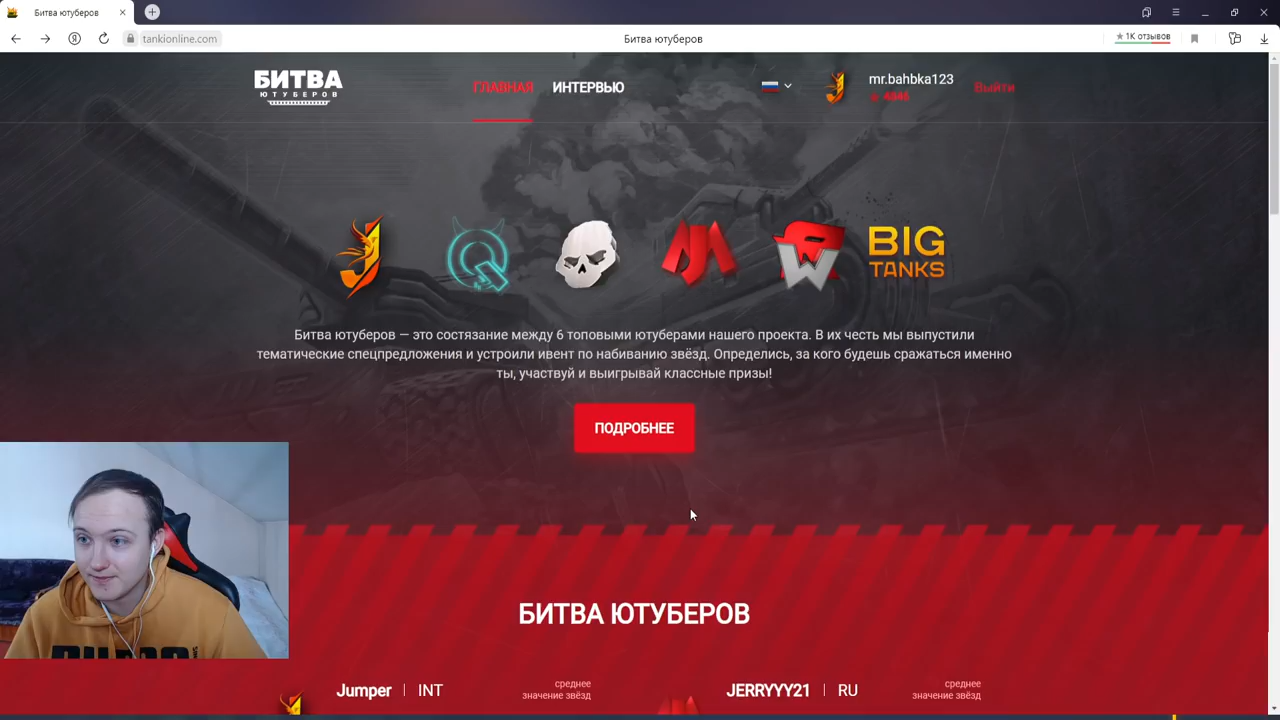 Битва ютуберов
tankionline.com
Битва ютуберов
★ 1K отзывов
БИТВА
ЮТУБЕРОВ
ГЛАВНАЯ
ИНТЕРВЬЮ
mr.bahbka123
Выйти
BIG
TANKS
Битва ютуберов — это состязание между 6 топовыми ютуберами нашего проекта. В их честь мы выпустили
тематические спецпредложения и устроили ивент по набиванию звёзд. Определись, за кого будешь сражаться именно
ты, участвуй и выигрывай классные призы!
ПОДРОБНЕЕ
БИТВА ЮТУБЕРОВ
Jumper | INT
среднее
значение звёзд
JERRYYY21 | RU
среднее
значение звёзд